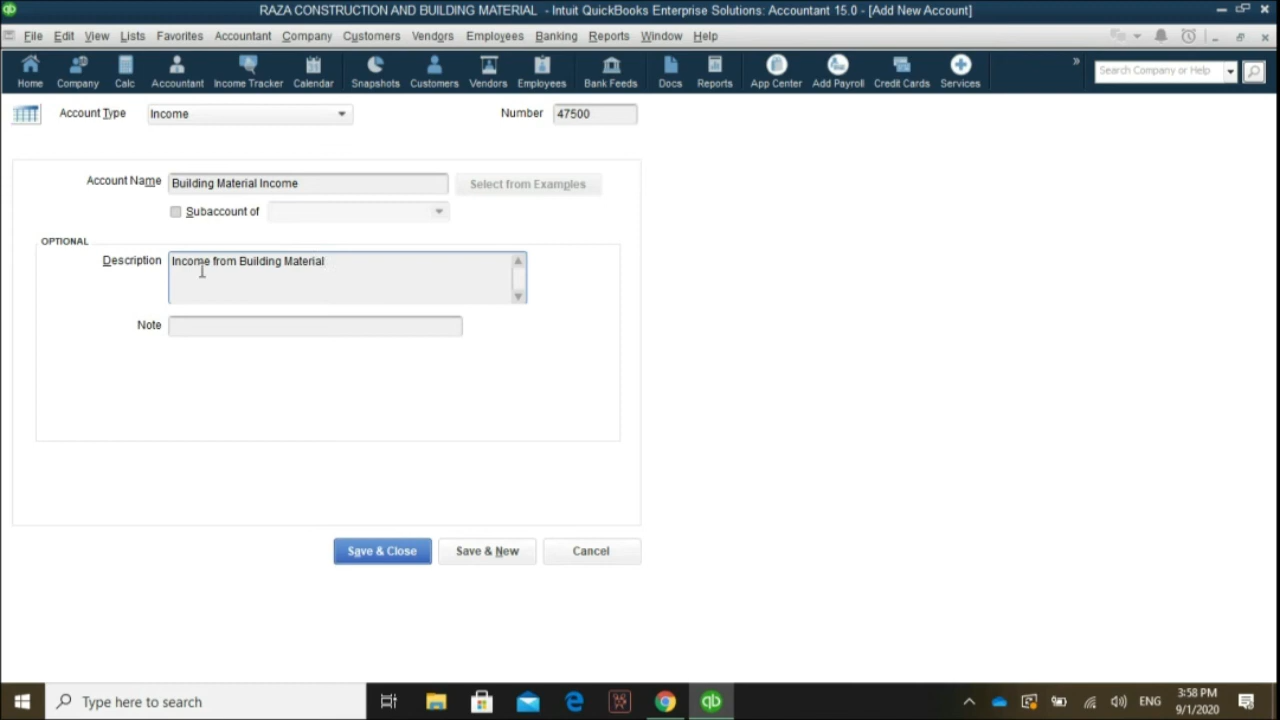 RAZA CONSTRUCTION AND BUILDING MATERIAL - Intuit QuickBooks Enterprise Solutions: Accountant 15.0 - [Add New Account]
File Edit View Lists Favorites Accountant Company Customers Vendors Employees Banking Reports Window Help
Home Company Calc Accountant Income Tracker Calendar Snapshots Customers Vendors Employees Bank Feeds Docs Reports App Center Add Payroll Credit Cards Services » Search Company or Help
Account Type Income Number 47500
Account Name Building Material Income Select from Examples
Subaccount of
OPTIONAL
Description Income from Building Material
Note
Save & Close Save & New Cancel
Type here to search qb ENG 3:58 PM
9/1/2020